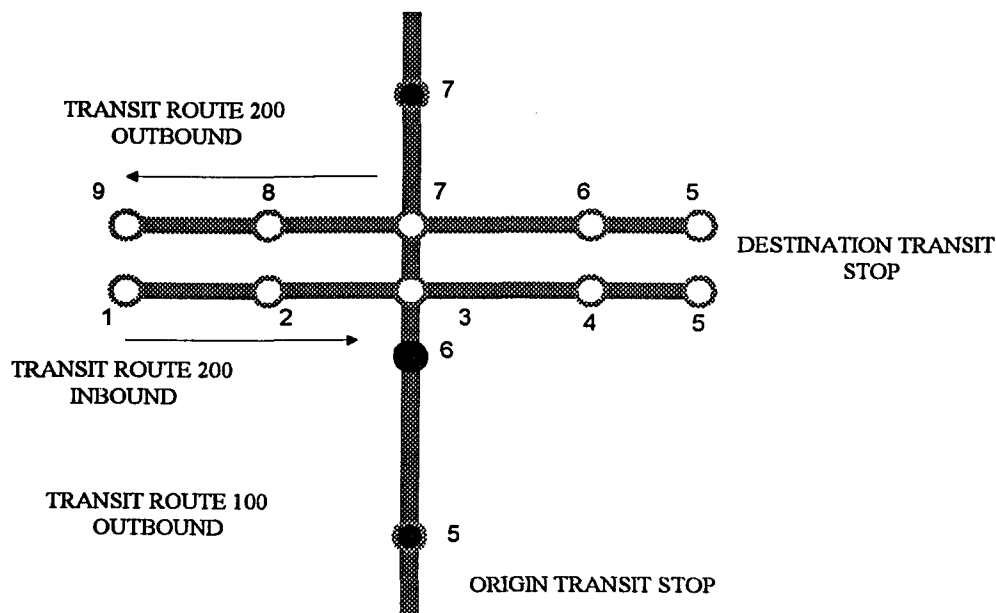 7
TRANSIT ROUTE 200
OUTBOUND
9
8
7
6
5
DESTINATION TRANSIT
STOP
1
2
3
4
5
6
TRANSIT ROUTE 200
INBOUND
TRANSIT ROUTE 100
OUTBOUND
5
ORIGIN TRANSIT STOP